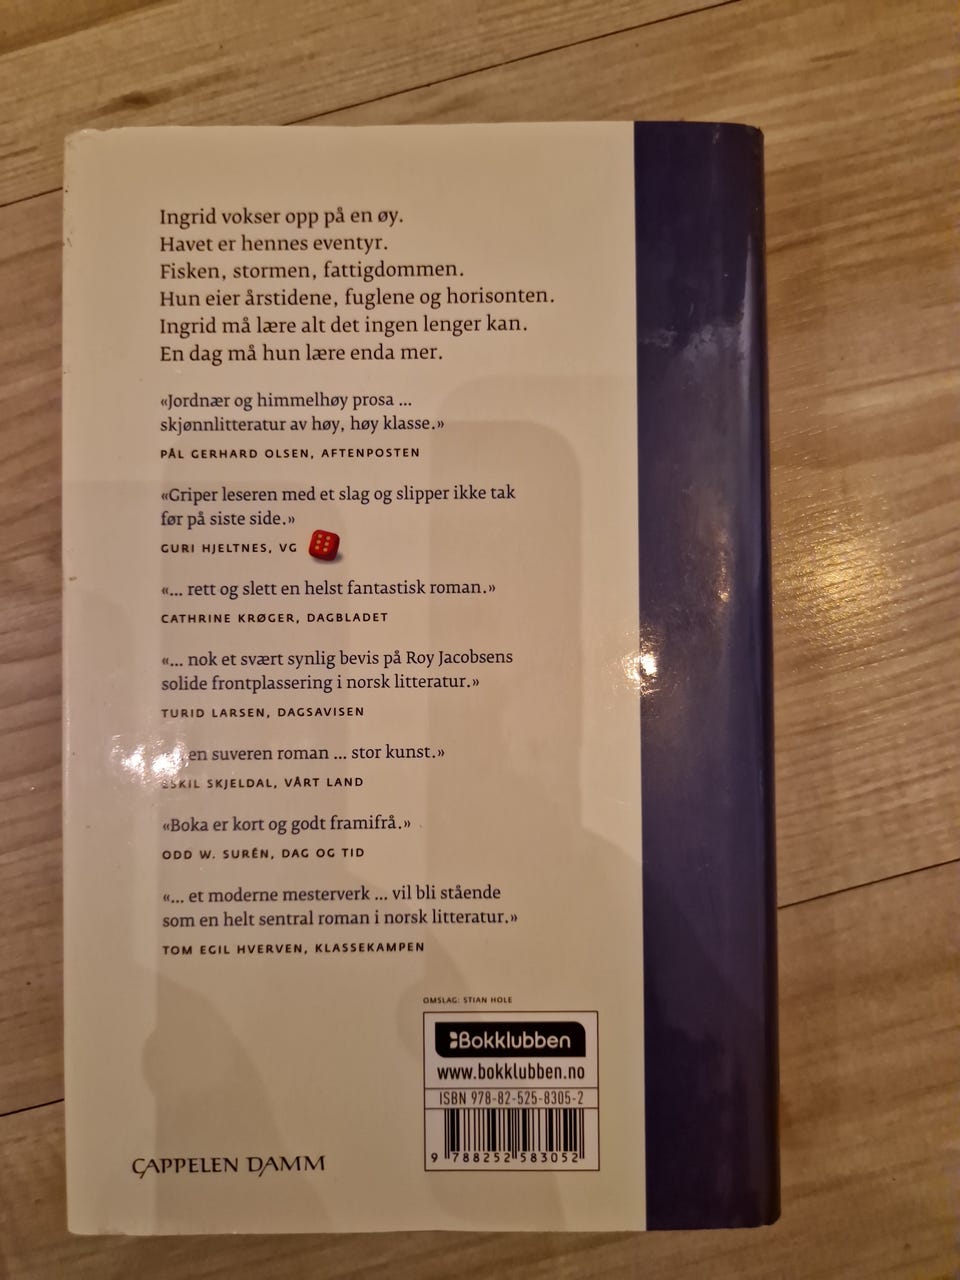 Ingrid vokser opp på en øy.
Havet er hennes eventyr.
Fisken, stormen, fattigdommen.
Hun eier årstidene, fuglene og horisonten.
Ingrid må lære alt det ingen lenger kan.
En dag må hun lære enda mer.
«Jordnær og himmelhøy prosa ...
skjønnlitteratur av høy, høy klasse.»
PÅL GERHARD OLSEN, AFTENPOSTEN
«Griper leseren med et slag og slipper ikke tak
før på siste side.»
GURI HJELTNES, VG
«... rett og slett en helst fantastisk roman.»
CATHRINE KRØGER, DAGBLADET
«... nok et svært synlig bevis på Roy Jacobsens
solide frontplassering i norsk litteratur.»
TURID LARSEN, DAGSAVISEN
en suveren roman ... stor kunst.»
ESKIL SKJELDAL, VÅRT LAND
«Boka er kort og godt framifrå.»
ODD W. SURÉN, DAG OG TID
«... et moderne mesterverk ... vil bli stående
som en helt sentral roman i norsk litteratur.»
TOM EGIL HVERVEN, KLASSEKAMPEN
OMSLAG: STIAN HOLE
Bokklubben
www.bokklubben.no
ISBN 978-82-525-8305-2
9 788252 583052
CAPPELEN DAMM